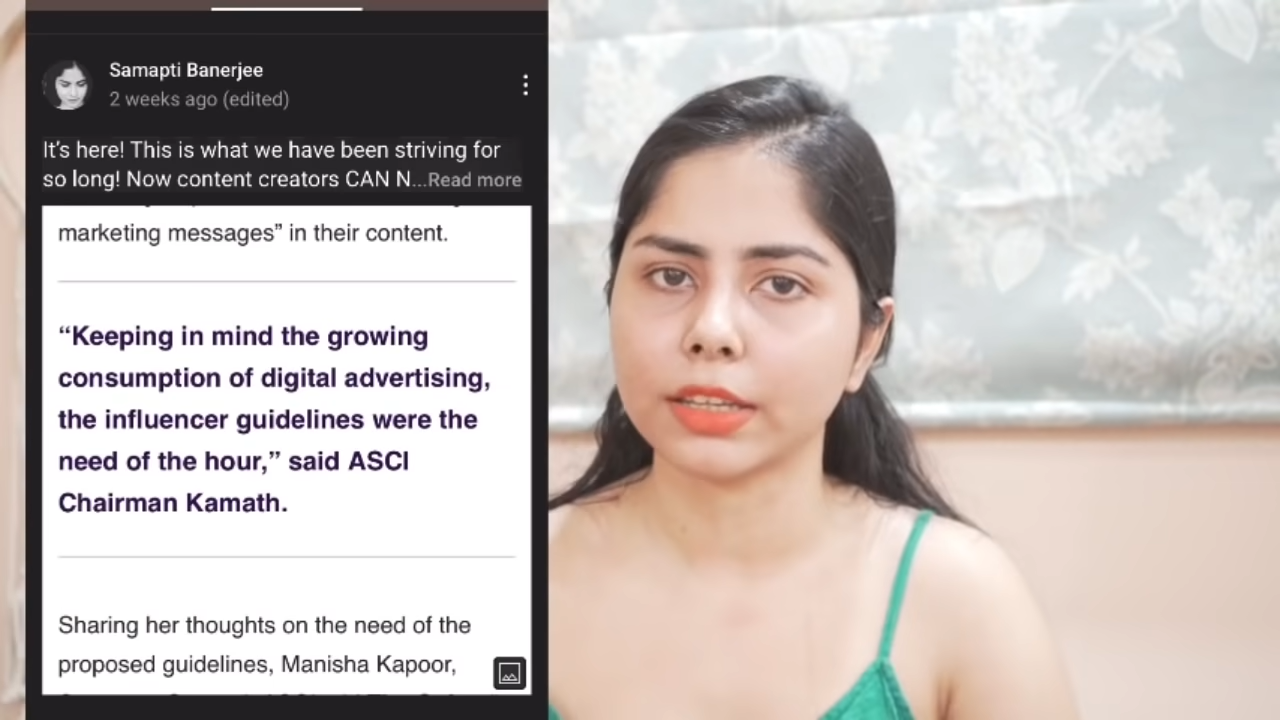 Samapti Banerjee
2 weeks ago (edited)
It's here! This is what we have been striving for
so long! Now content creators CAN N...Read more
marketing messages” in their content.
“Keeping in mind the growing
consumption of digital advertising,
the influencer guidelines were the
need of the hour,” said ASCI
Chairman Kamath.
Sharing her thoughts on the need of the
proposed guidelines, Manisha Kapoor,